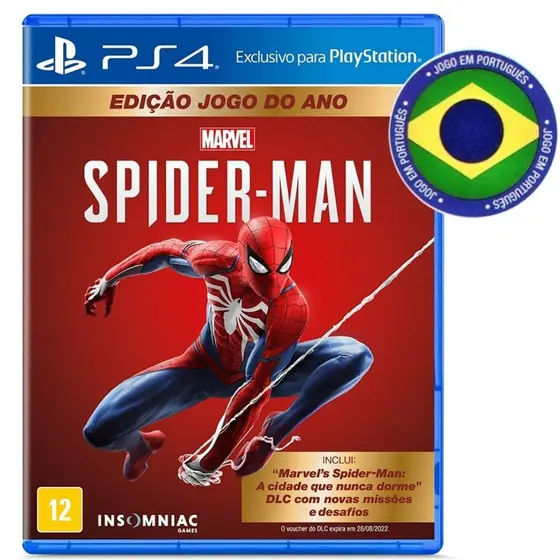 PS4
Exclusivo para PlayStation®
EDIÇÃO JOGO DO ANO
MARVEL
SPIDER-MAN
INCLUI:
“Marvel’s Spider-Man:
A cidade que nunca dorme”
DLC com novas missões
e desafios
O voucher do DLC expira em 28/08/2022.
12
INSOMNIAC
GAMES
• JOGO EM PORTUGUÊS •
JOGO EM PORTUGUÊS •
JOGO EM PORTUGUÊS •